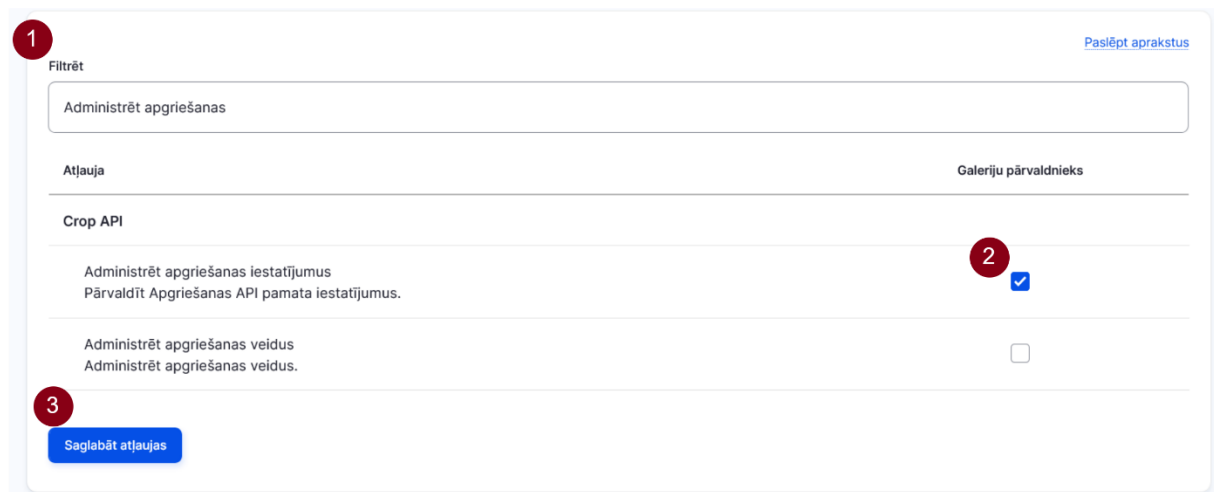 1
Paslēpt aprakstus
Filtrēt
Administrēt apgriešanas
Atļauja Galeriju pārvaldnieks
Crop API
2
Administrēt apgriešanas iestatījumus
Pārvaldīt Apgriešanas API pamata iestatījumus.
Administrēt apgriešanas veidus
Administrēt apgriešanas veidus.
3
Saglabāt atļaujas